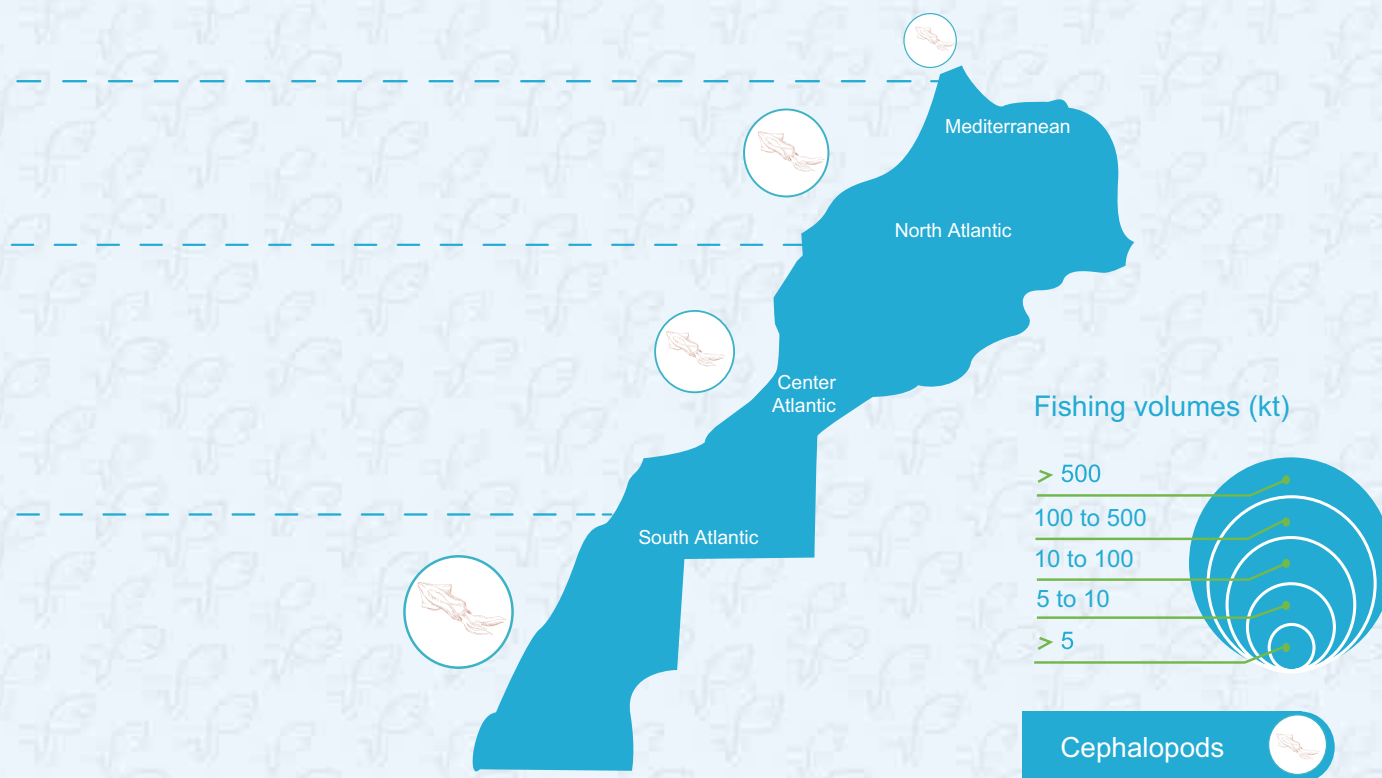 Mediterranean
North Atlantic
Center
Atlantic
South Atlantic
Fishing volumes (kt)
> 500
100 to 500
10 to 100
5 to 10
> 5
Cephalopods